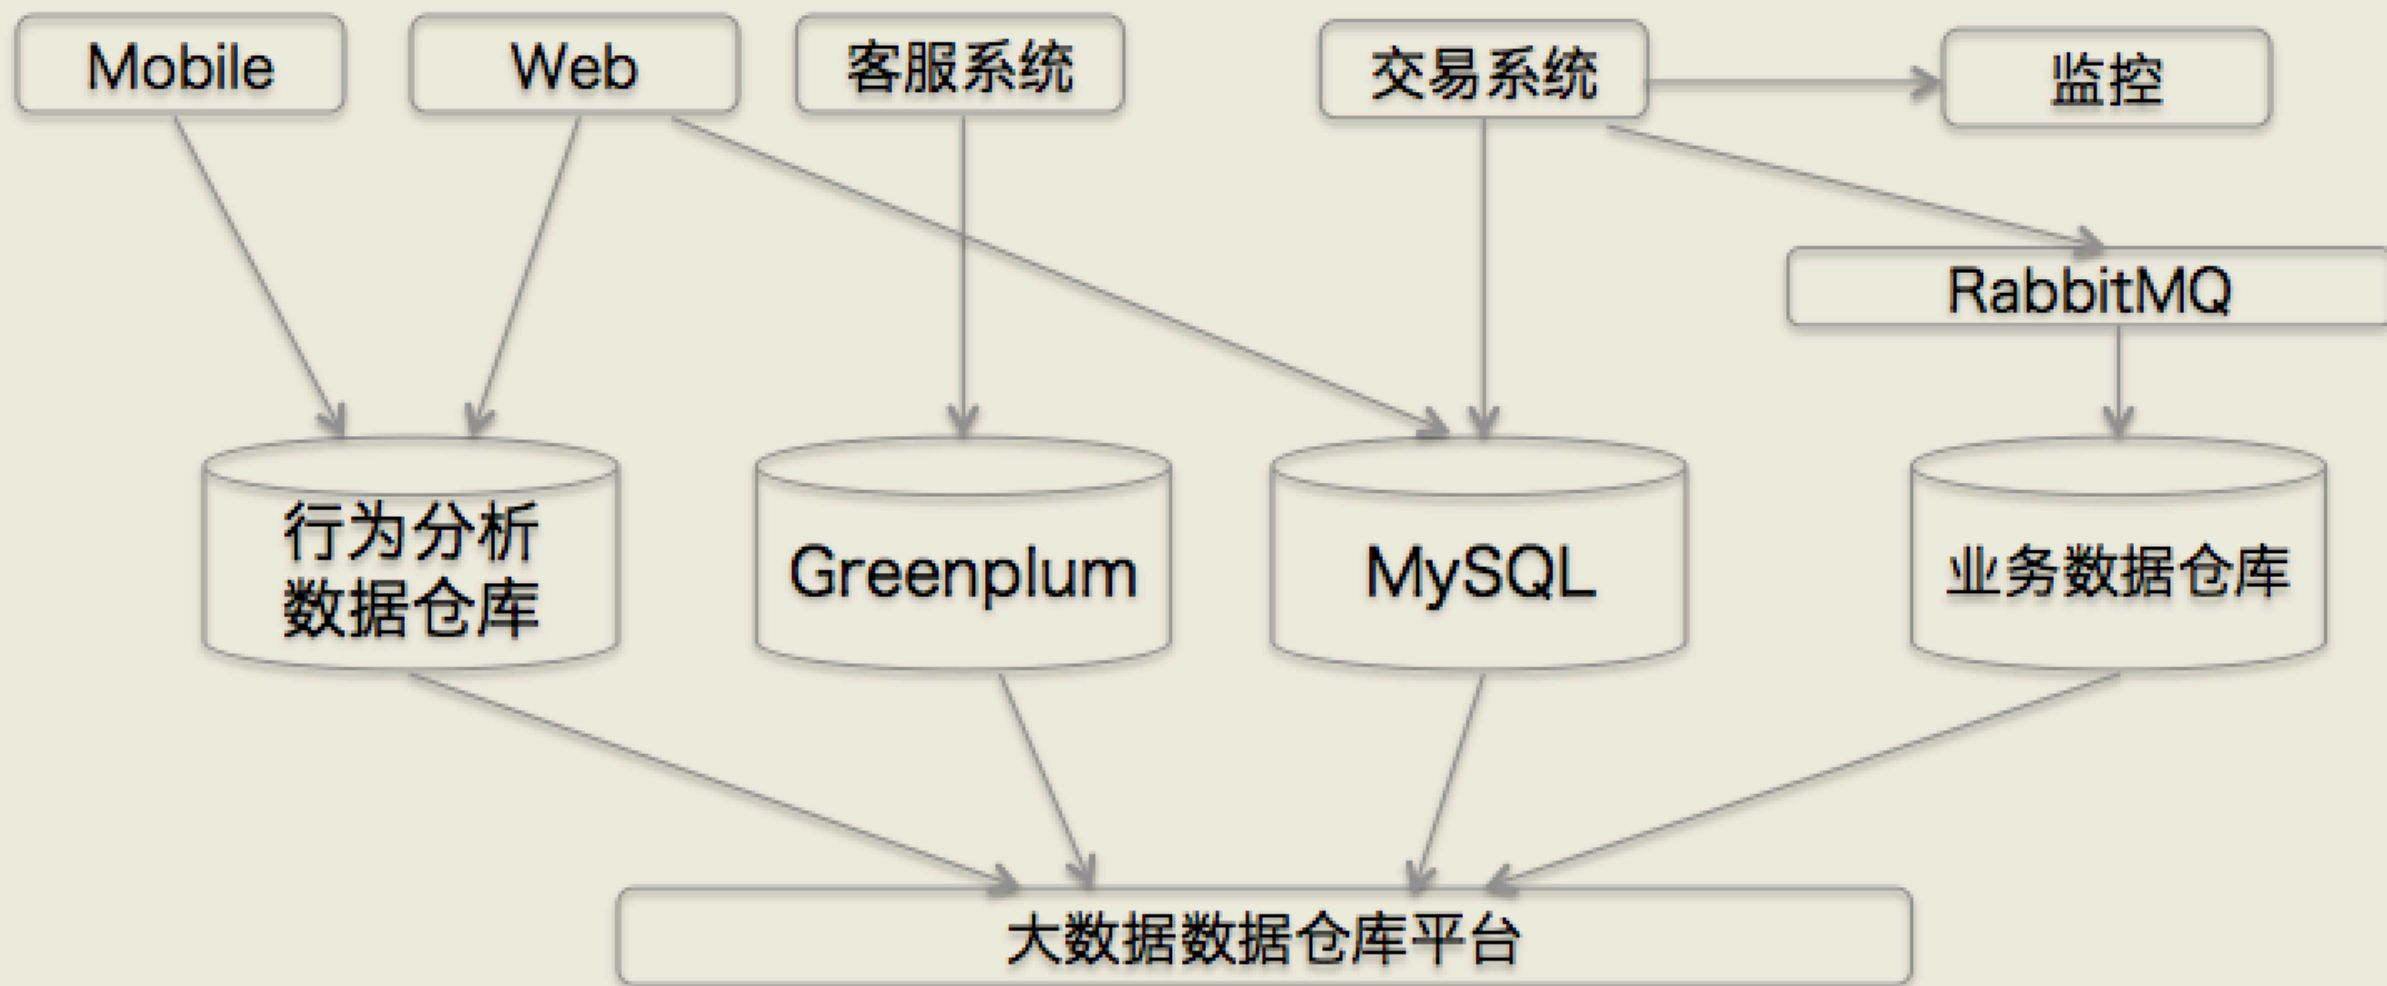 Mobile
Web
客服系统
交易系统
监控
RabbitMQ
行为分析
数据仓库
Greenplum
MySQL
业务数据仓库
大数据数据仓库平台